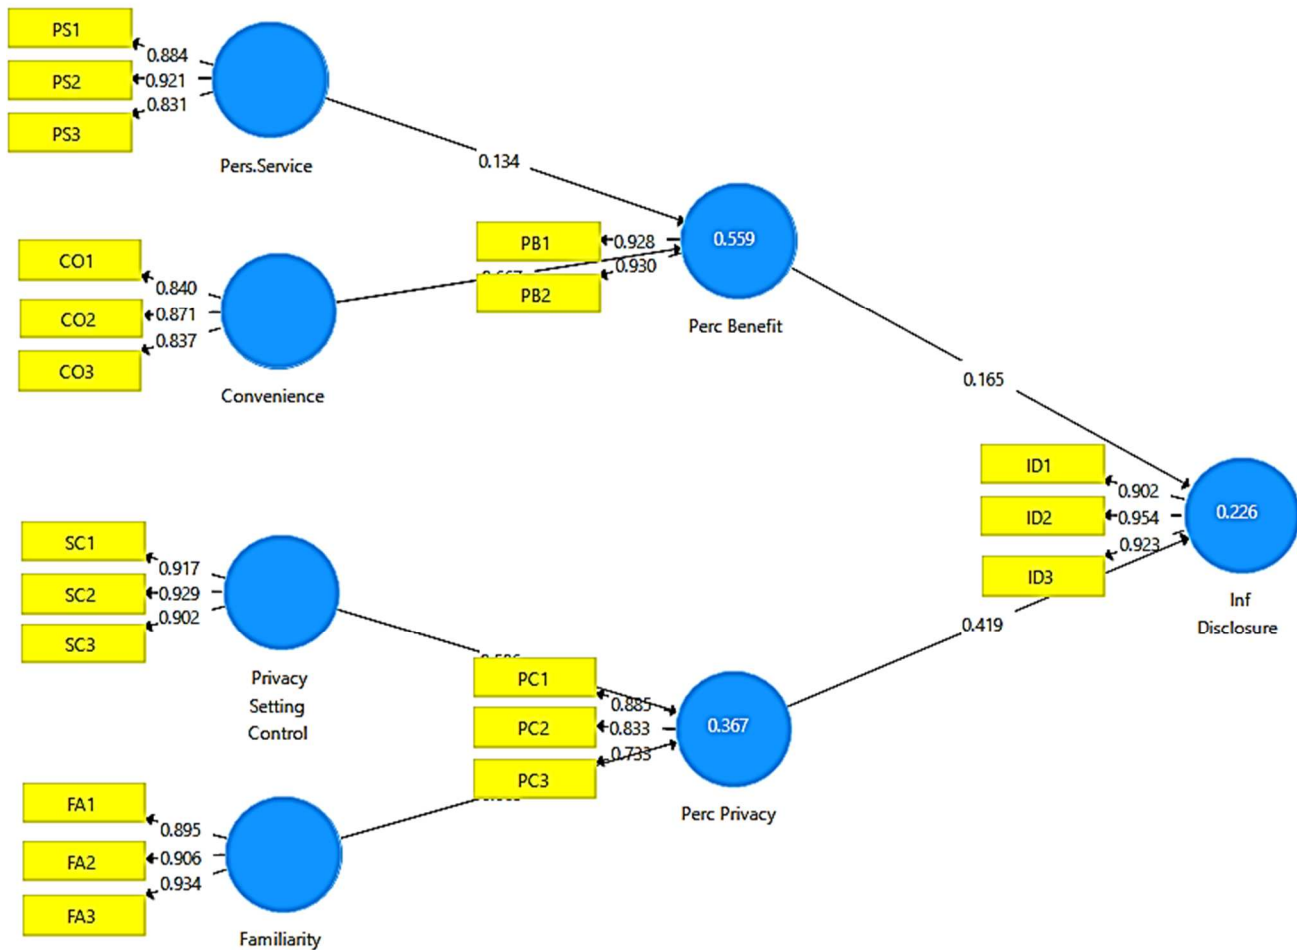 PS1
PS2
PS3
0.884
0.921
0.831
Pers.Service
0.134
CO1
CO2
CO3
0.840
0.871
0.837
Convenience
PB1
PB2
0.928
0.930
0.559
Perc Benefit
0.165
ID1
ID2
ID3
0.902
0.954
0.923
0.226
Inf
Disclosure
SC1
SC2
SC3
0.917
0.929
0.902
Privacy
Setting
Control
PC1
PC2
PC3
0.885
0.833
0.733
0.367
Perc Privacy
0.419
FA1
FA2
FA3
0.895
0.906
0.934
Familiarity